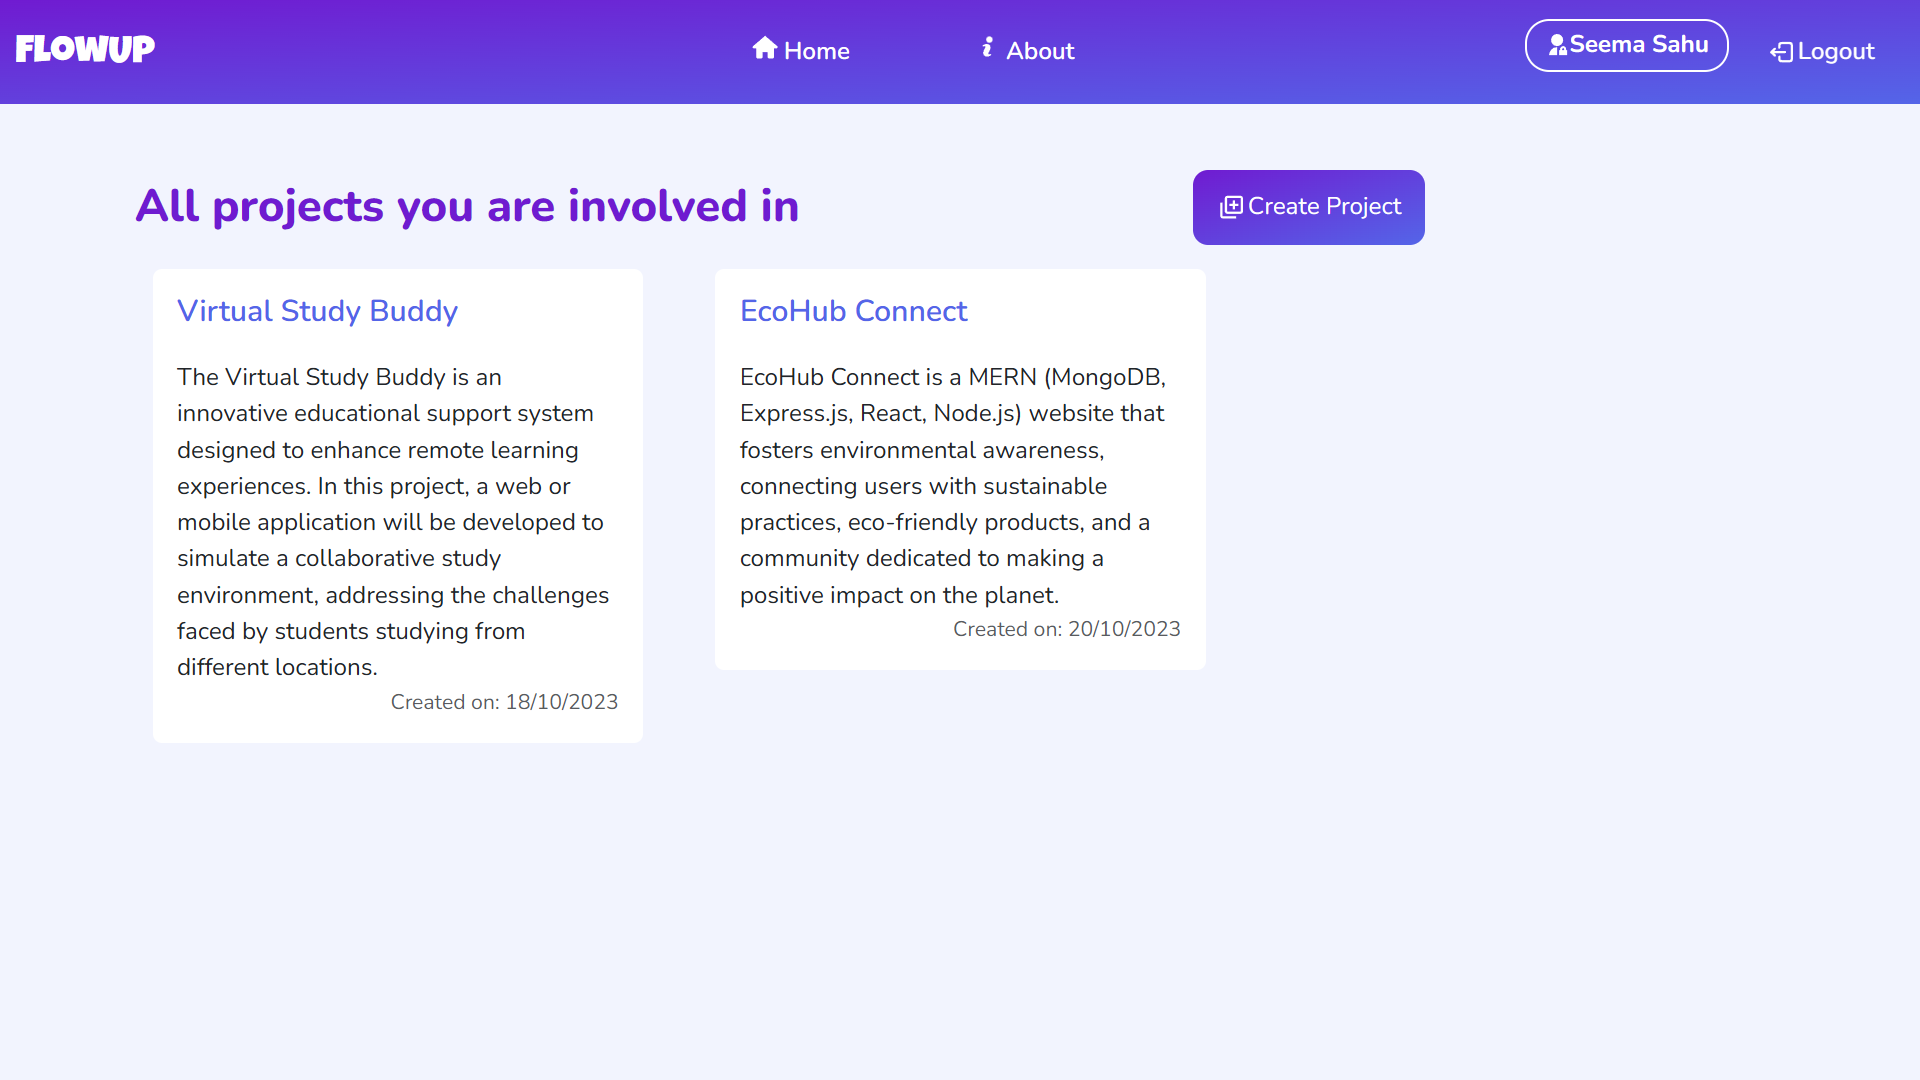 FLOWUP
Home
About
Seema Sahu
Logout
All projects you are involved in
Create Project
Virtual Study Buddy
The Virtual Study Buddy is an
innovative educational support system
designed to enhance remote learning
experiences. In this project, a web or
mobile application will be developed to
simulate a collaborative study
environment, addressing the challenges
faced by students studying from
different locations.
Created on: 18/10/2023
EcoHub Connect
EcoHub Connect is a MERN (MongoDB,
Express.js, React, Node.js) website that
fosters environmental awareness,
connecting users with sustainable
practices, eco-friendly products, and a
community dedicated to making a
positive impact on the planet.
Created on: 20/10/2023